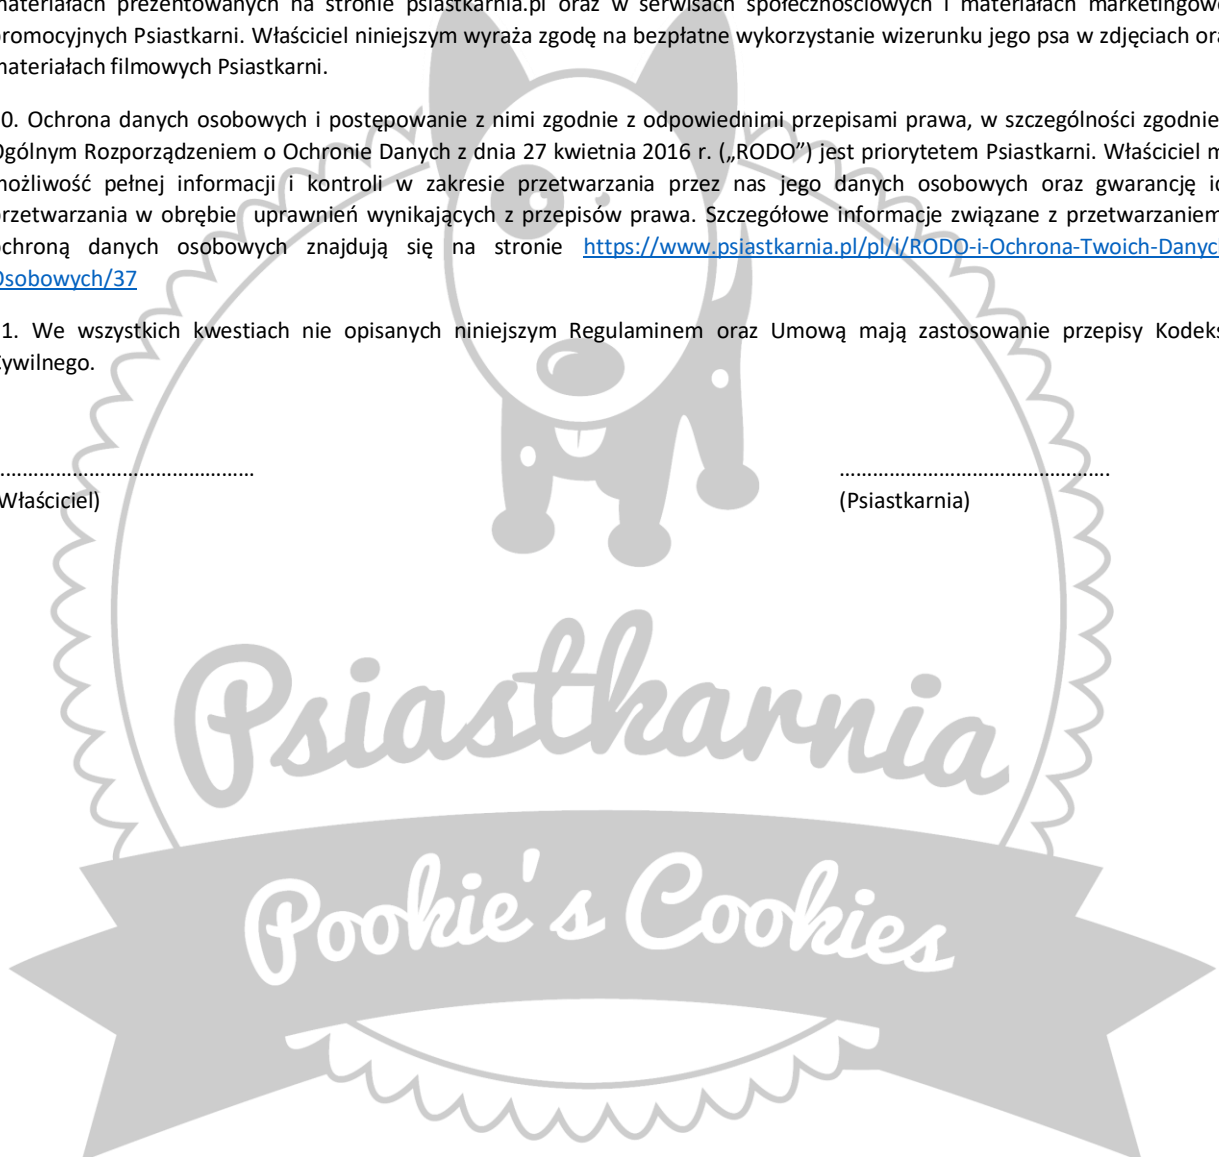 materiałach prezentowanych na stronie psiastkarnia.pl oraz w serwisach społecznościowych i materiałach marketingowo
promocyjnych Psiastkarni. Właściciel niniejszym wyraża zgodę na bezpłatne wykorzystanie wizerunku jego psa w zdjęciach ora
materiałach filmowych Psiastkarni.
0. Ochrona danych osobowych i postępowanie z nimi zgodnie z odpowiednimi przepisami prawa, w szczególności zgodnie
Ogólnym Rozporządzeniem o Ochronie Danych z dnia 27 kwietnia 2016 r. („RODO”) jest priorytetem Psiastkarni. Właściciel m
możliwość pełnej informacji i kontroli w zakresie przetwarzania przez nas jego danych osobowych oraz gwarancję ic
przetwarzania w obrębie uprawnień wynikających z przepisów prawa. Szczegółowe informacje związane z przetwarzaniem
ochroną danych osobowych znajdują się na stronie https://www.psiastkarnia.pl/pl/i/RODO-i-Ochrona-Twoich-Danyc
Osobowych/37
1. We wszystkich kwestiach nie opisanych niniejszym Regulaminem oraz Umową mają zastosowanie przepisy Kodeks
Cywilnego.
................................................ ................................................
Właściciel) (Psiastkarnia)
Psiastkarnia
Pookie's Cookies